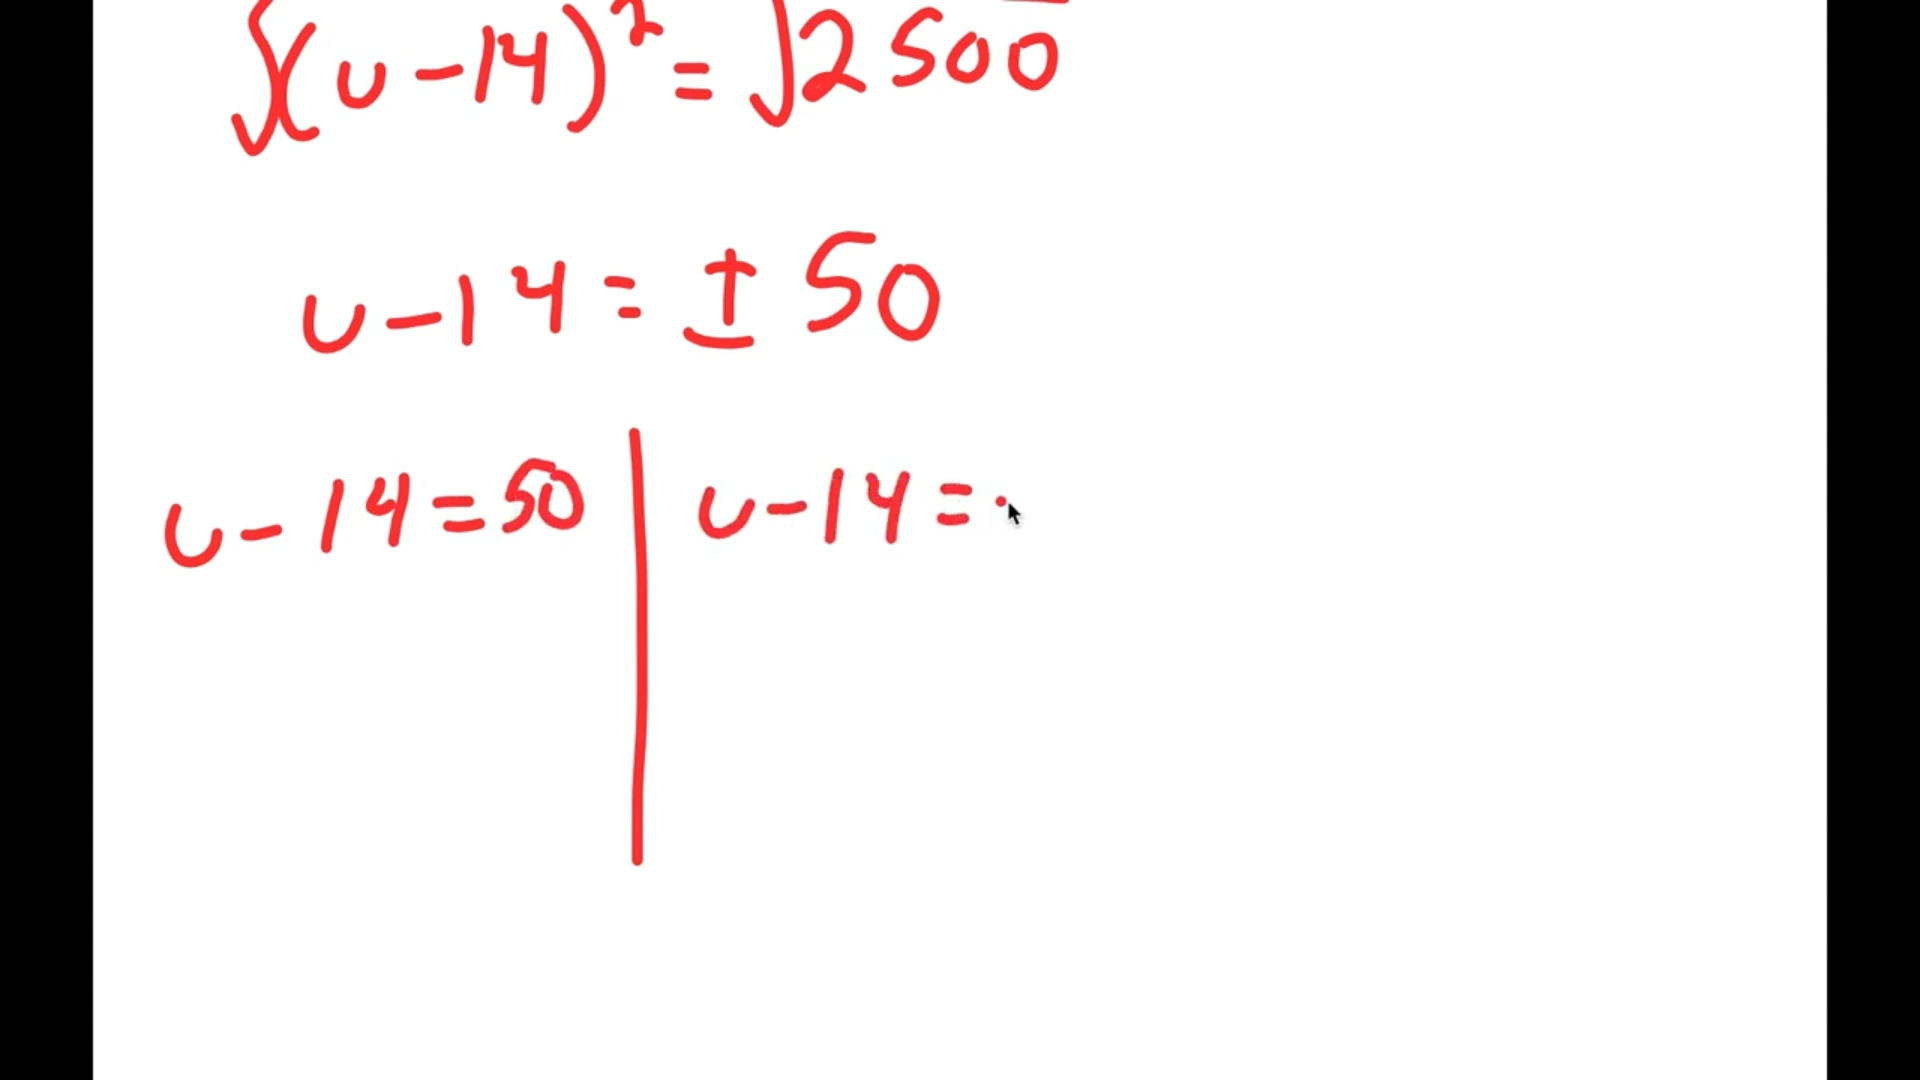 √(u-14)² = √2500
u-14 = ± 50
u-14=50 | u-14=